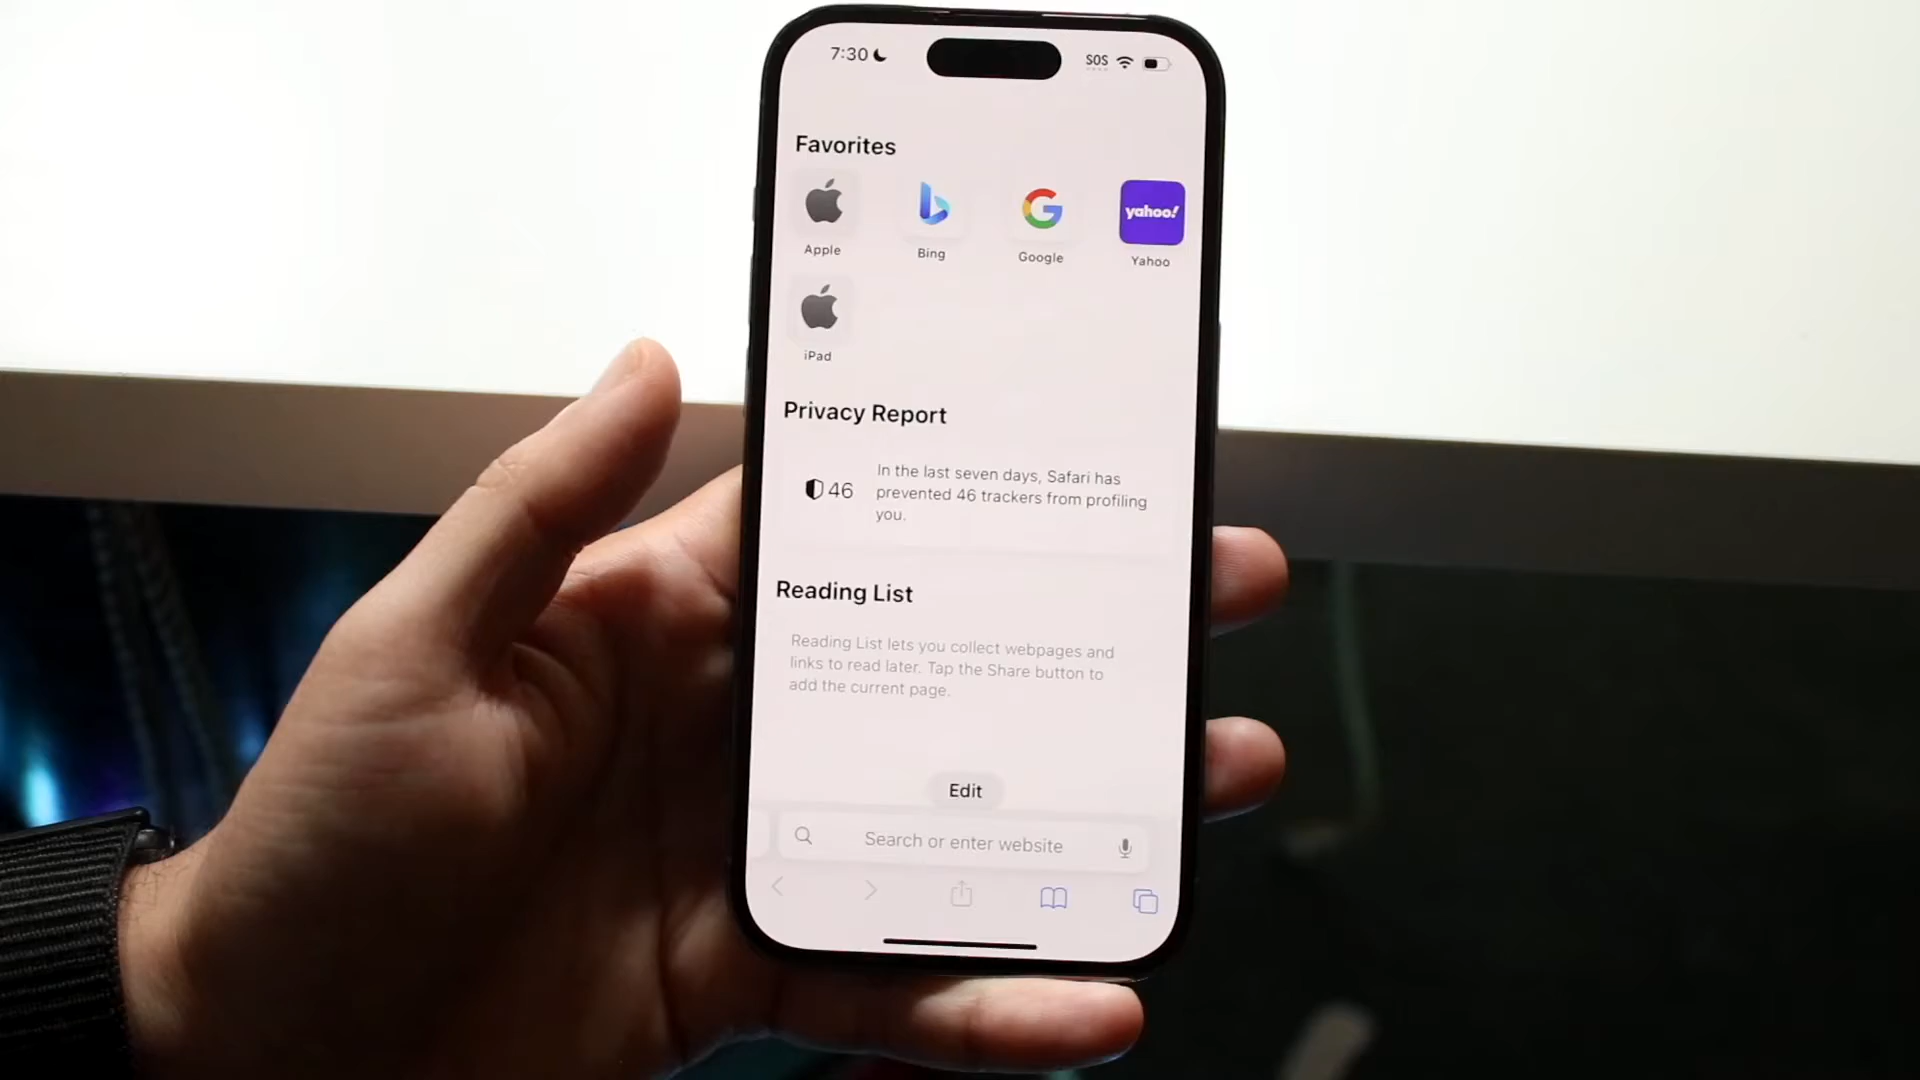 7:30
SOS
Favorites
yahoo!
Apple
Bing
Google
Yahoo
iPad
Privacy Report
46
In the last seven days, Safari has
prevented 46 trackers from profiling
you.
Reading List
Reading List lets you collect webpages and
links to read later. Tap the Share button to
add the current page.
Edit
Search or enter website